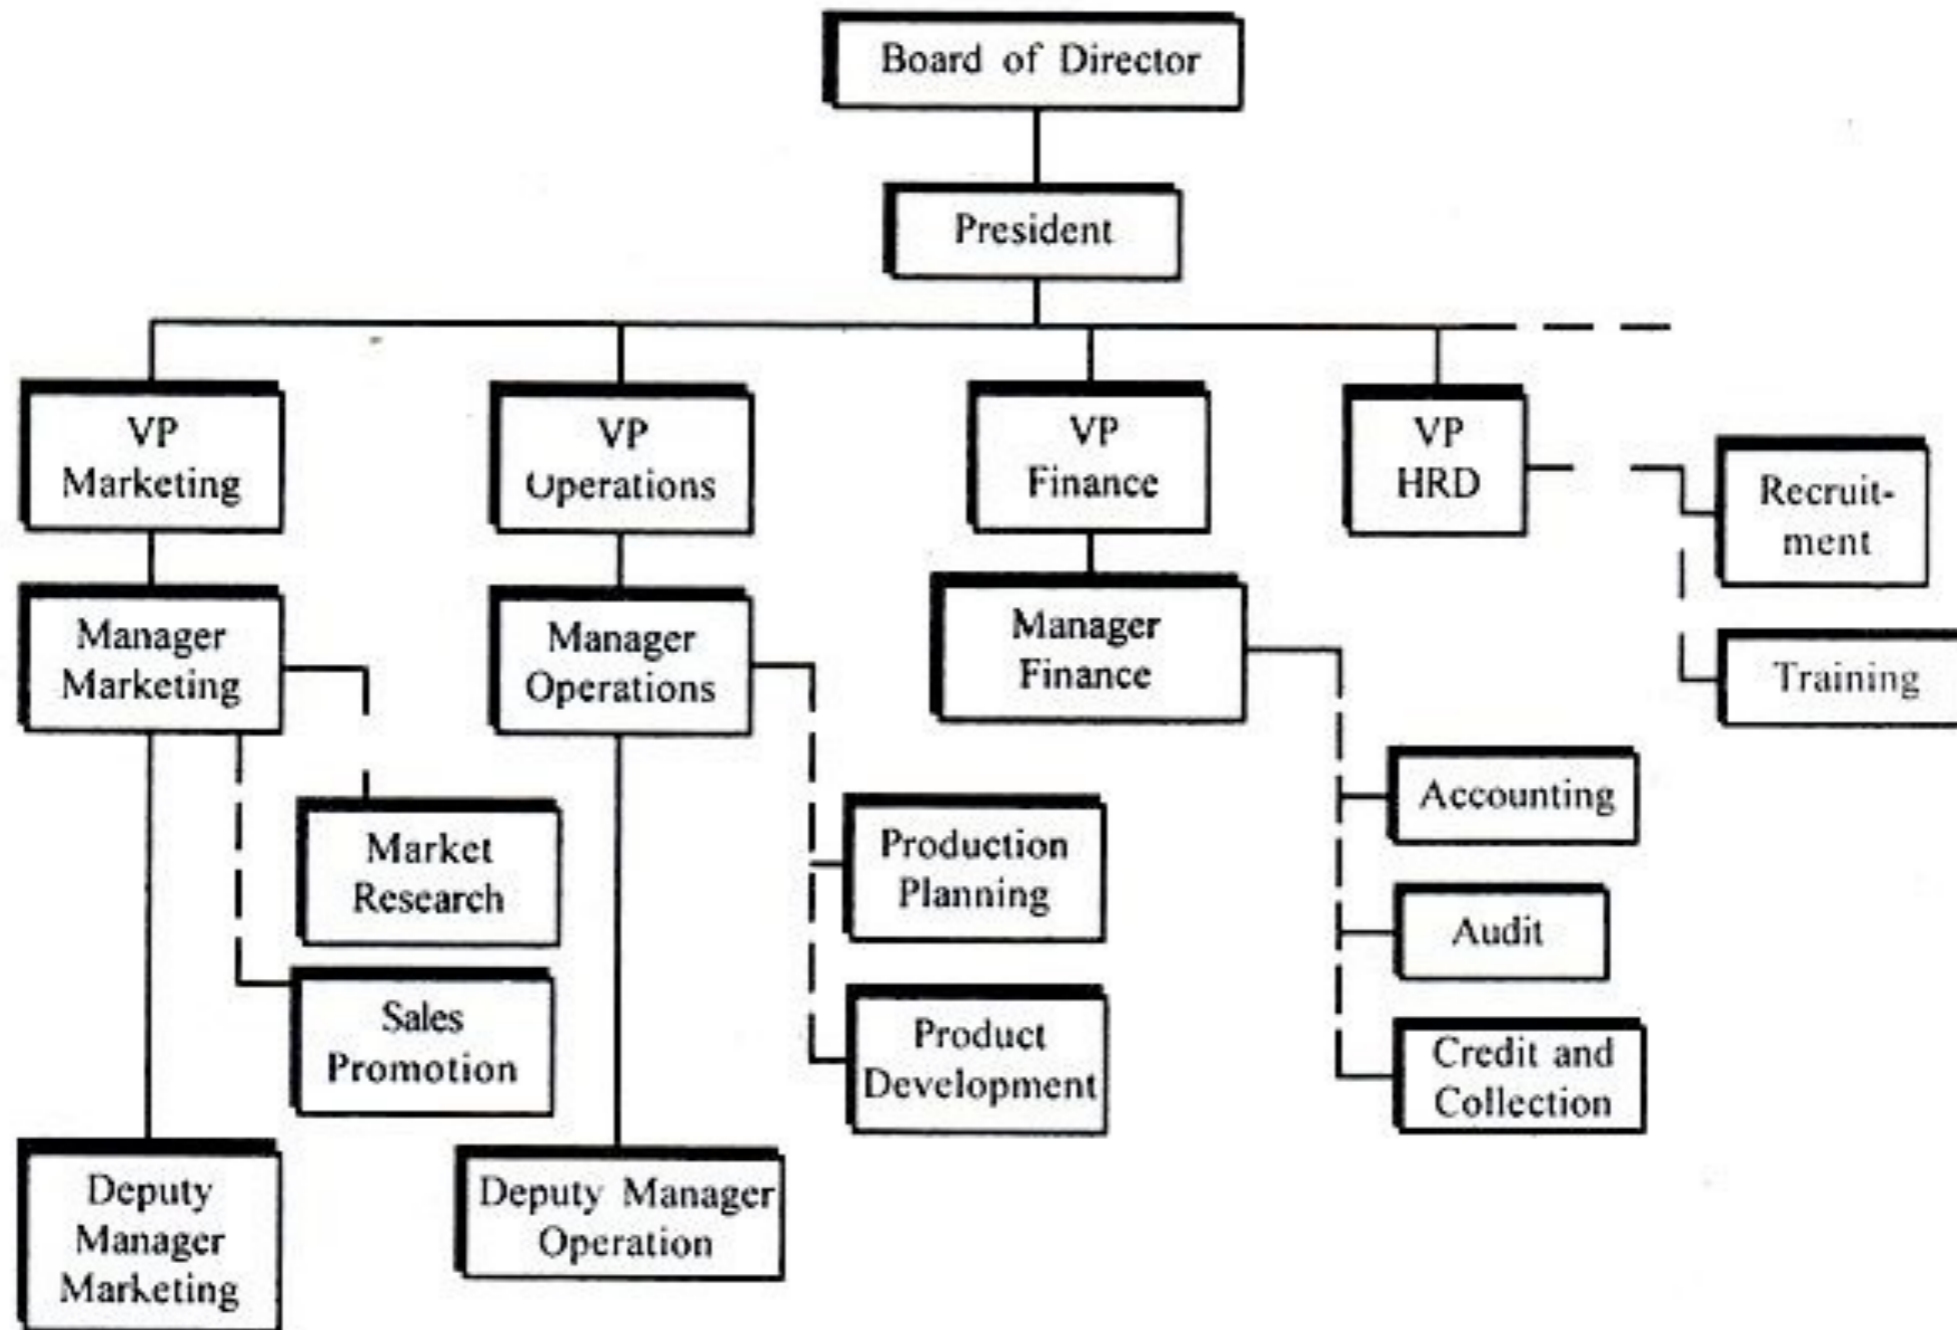 Board of Director
President
VP
Marketing
VP
Operations
VP
Finance
VP
HRD
Recruit-
ment
Training
Manager
Marketing
Manager
Operations
Manager
Finance
Market
Research
Sales
Promotion
Production
Planning
Product
Development
Accounting
Audit
Credit and
Collection
Deputy
Manager
Marketing
Deputy Manager
Operation